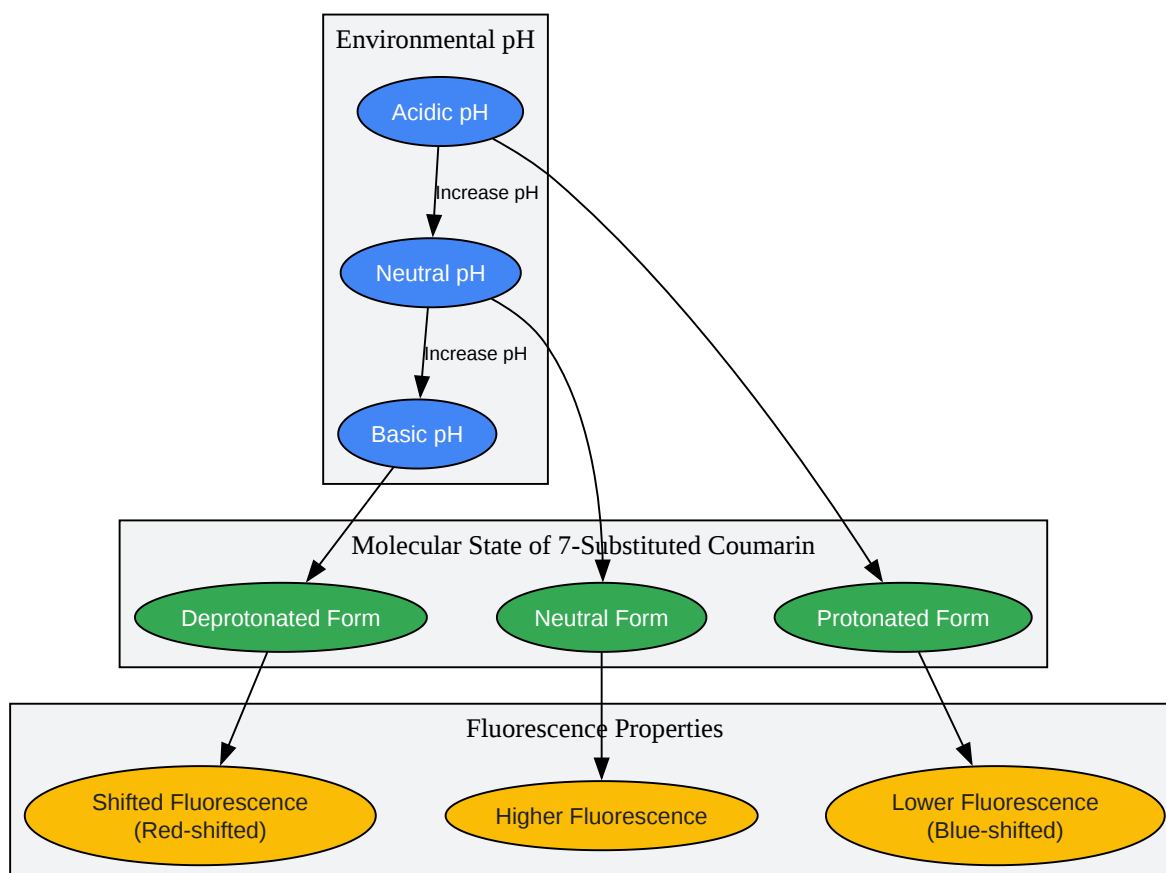 Environmental pH
Acidic pH
Increase pH
Neutral pH
Increase pH
Basic pH
Molecular State of 7-Substituted Coumarin
Deprotonated Form
Neutral Form
Protonated Form
Fluorescence Properties
Shifted Fluorescence
(Red-shifted)
Higher Fluorescence
Lower Fluorescence
(Blue-shifted)